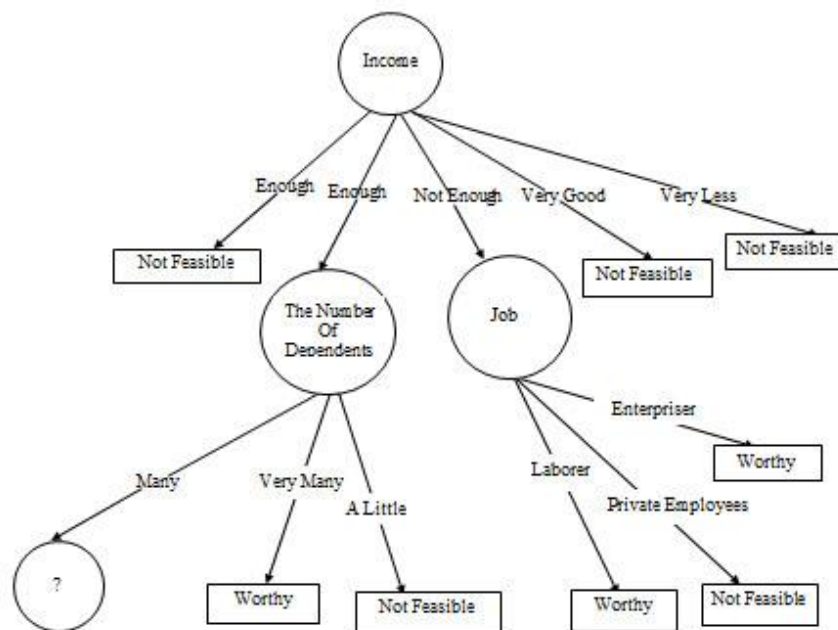 Income
Enough
Enough
Not Enough
Very Good
Very Less
Not Feasible
Not Feasible
Not Feasible
The Number
Of
Dependents
Job
Enterpriser
Many
Very Many
A Little
Laborer
Private Employees
Worthy
?
Worthy
Not Feasible
Worthy
Not Feasible